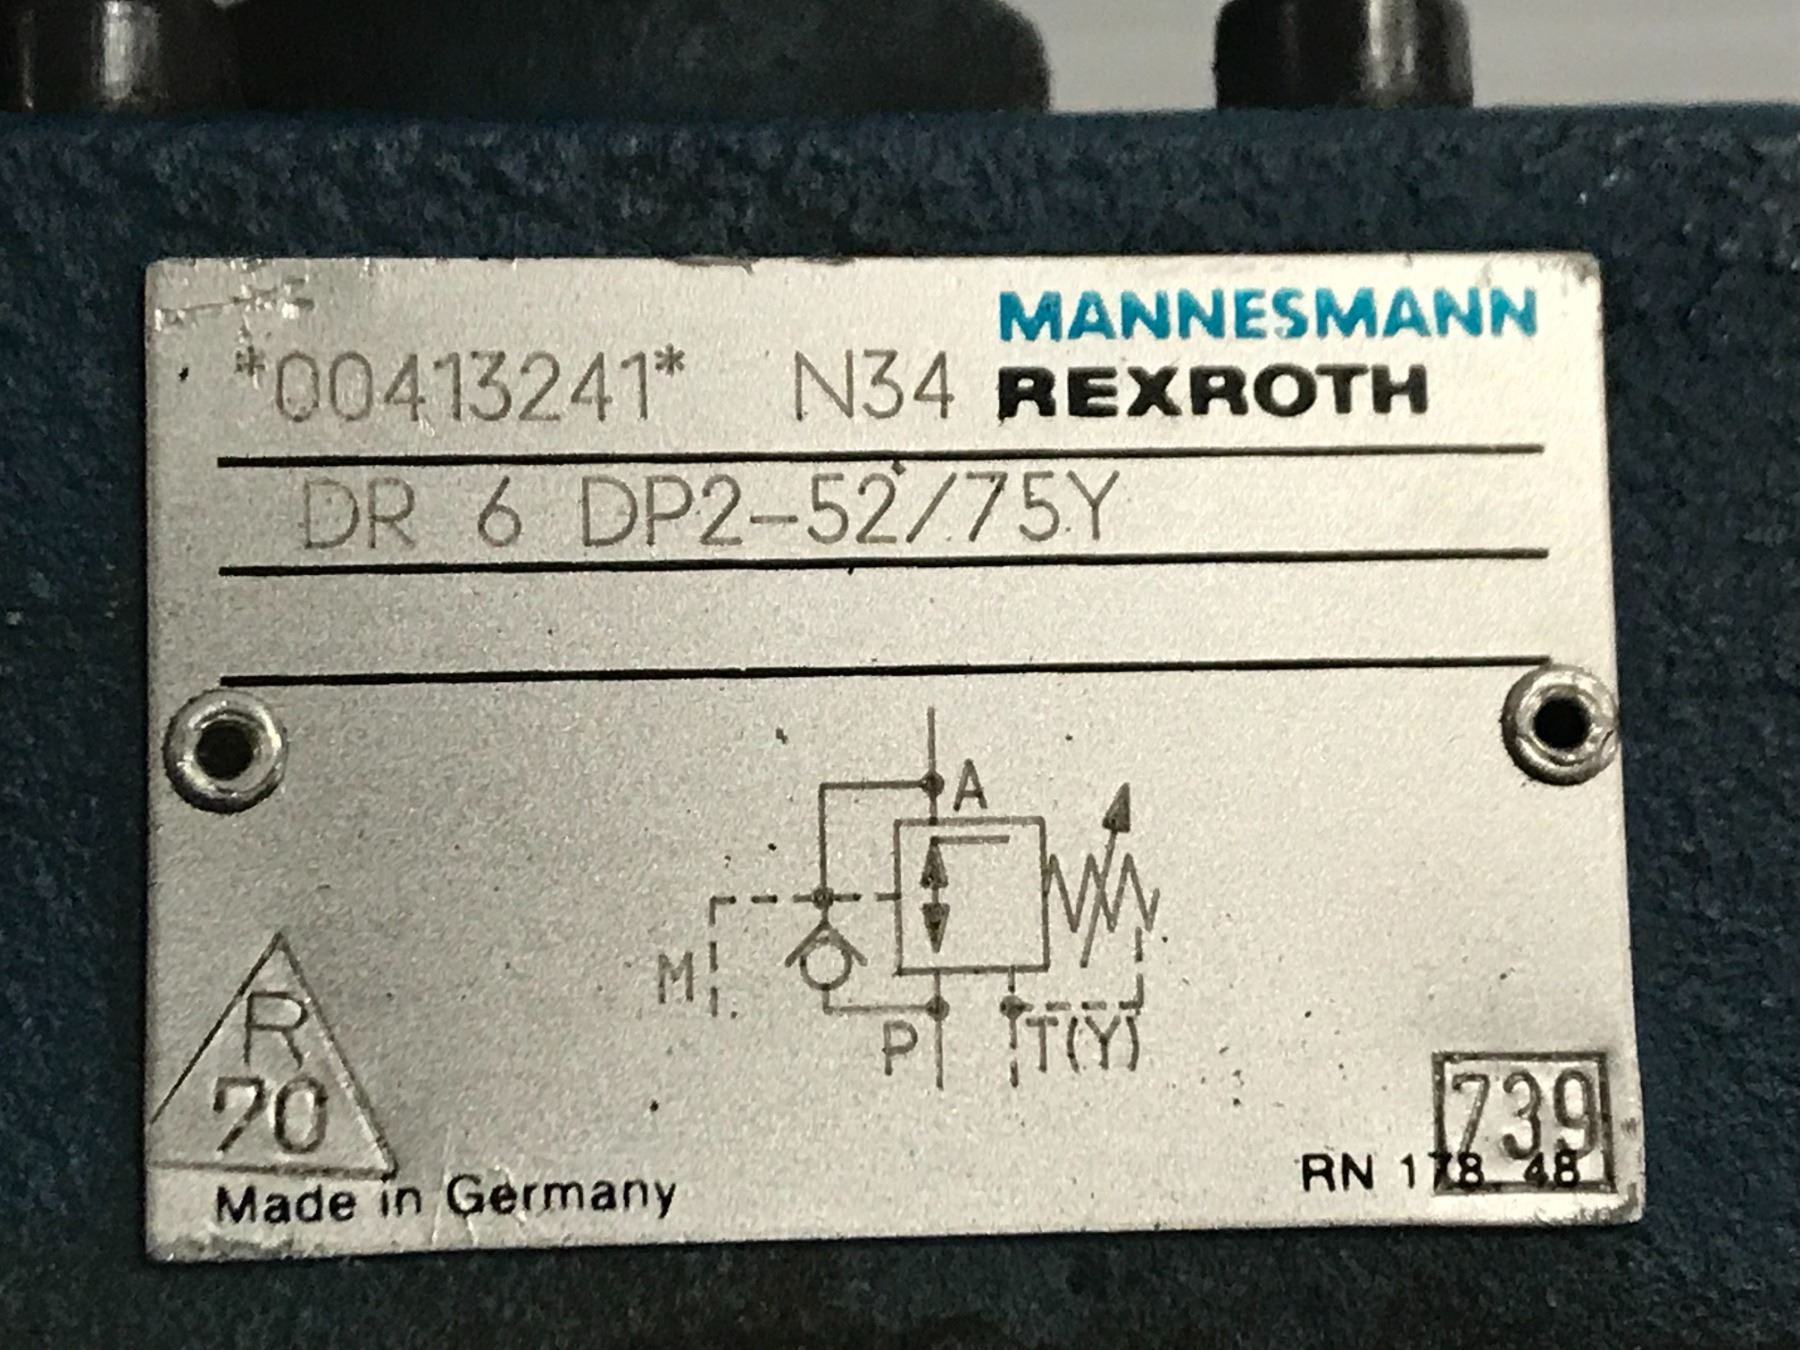 MANNESMANN
*00413241* N34 REXROTH
DR 6 DP2-52/75Y
A
M
P T(Y)
R
70
739
RN 178.48
Made in Germany